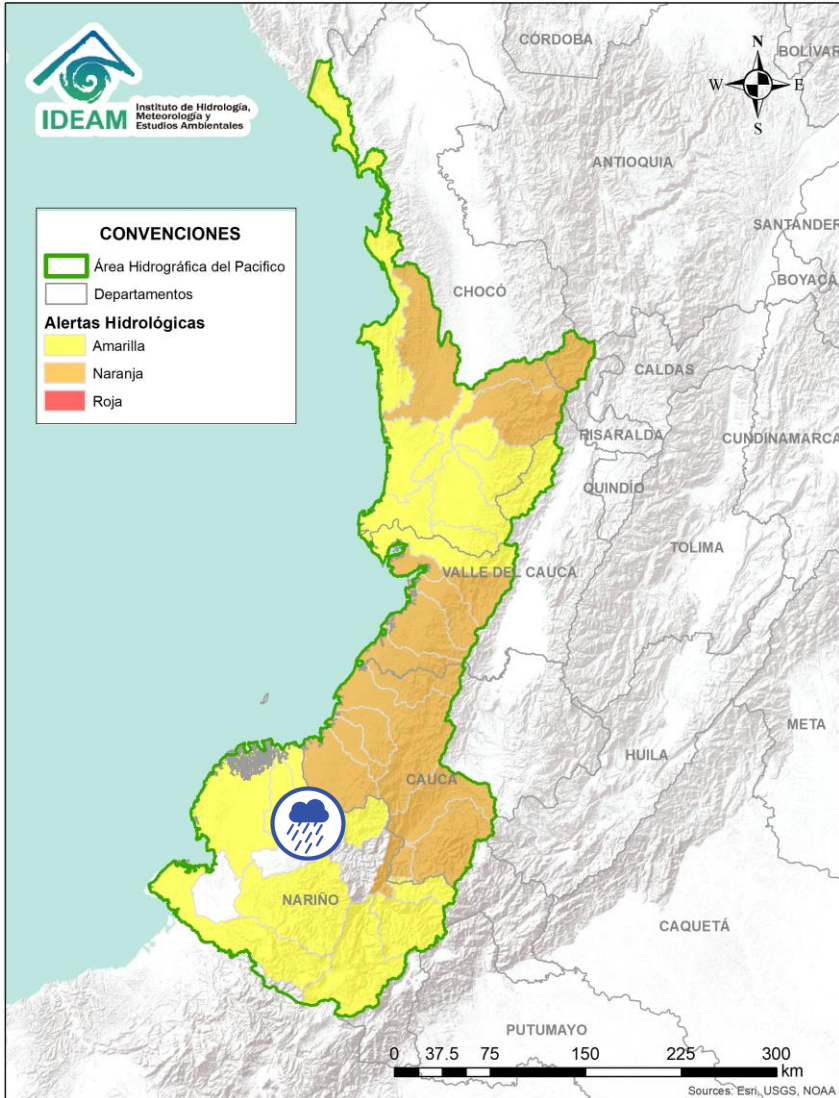 IDEAM
Instituto de Hidrología,
Meteorología y
Estudios Ambientales
CÓRDOBA
BOLÍVAR
N
W
E
S
ANTIOQUIA
SANTANDER
BOYACÁ
CONVENCIONES
Área Hidrográfica del Pacifico
Departamentos
Alertas Hidrológicas
Amarilla
Naranja
Roja
CHOCÓ
CALDAS
RISARALDA
CUNDINAMARCA
QUINDÍO
TOLIMA
VALLE DEL CAUCA
META
HUILA
CAUCA
NARIÑO
CAQUETÁ
PUTUMAYO
0 37.5 75 150 225 300
km
Sources: Esri, USGS, NOAA